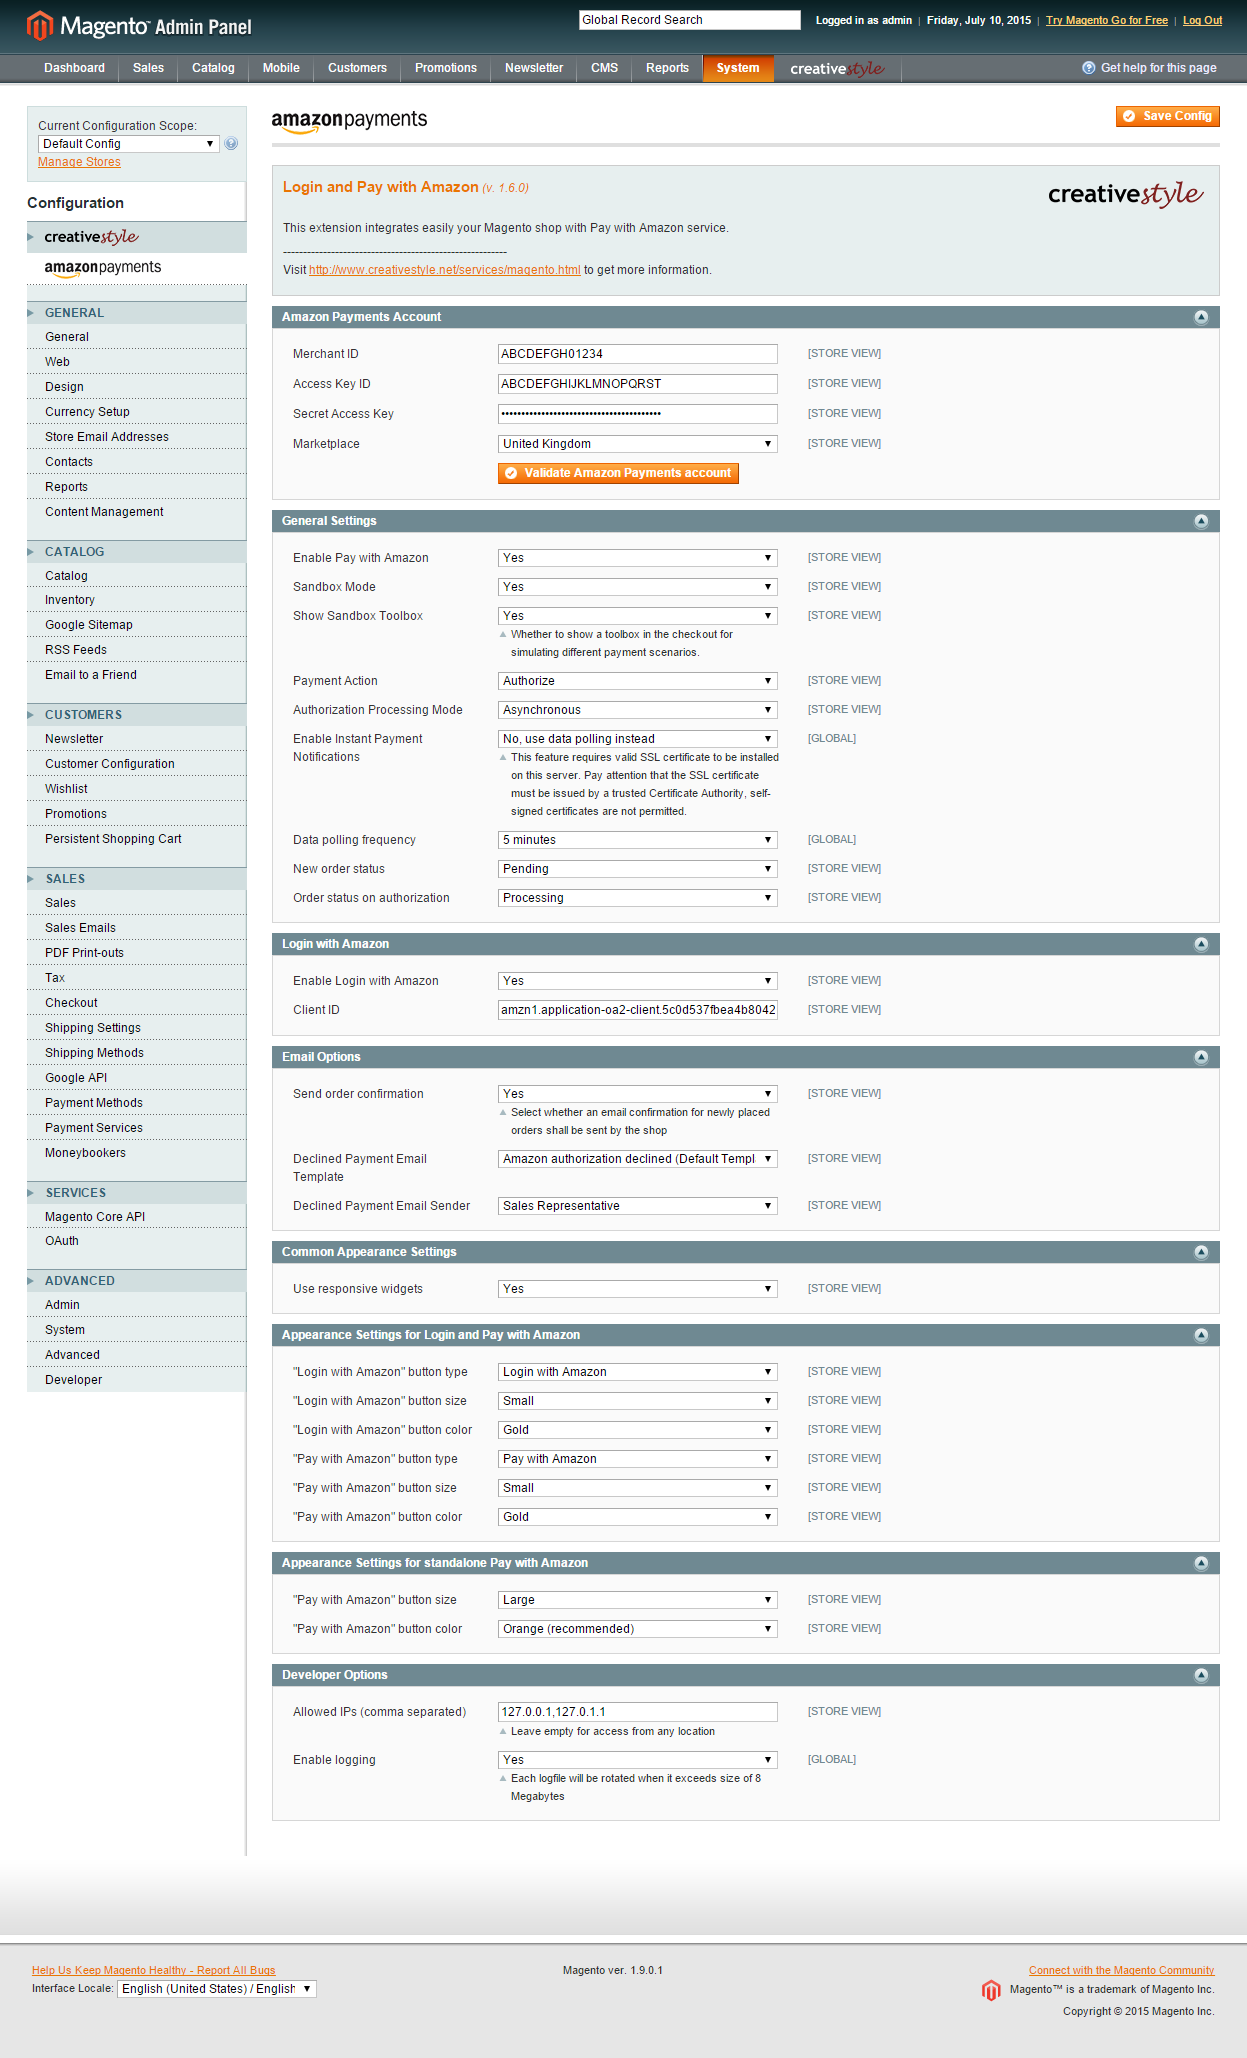 Magento™ Admin Panel
Global Record Search
Logged in as admin | Friday, July 10, 2015 | Try Magento Go for Free | Log Out
Dashboard Sales Catalog Mobile Customers Promotions Newsletter CMS Reports System creativestyle Get help for this page
Current Configuration Scope:
Default Config
Manage Stores
Configuration
creativestyle
amazonpayments
GENERAL
General
Web
Design
Currency Setup
Store Email Addresses
Contacts
Reports
Content Management
CATALOG
Catalog
Inventory
Google Sitemap
RSS Feeds
Email to a Friend
CUSTOMERS
Newsletter
Customer Configuration
Wishlist
Promotions
Persistent Shopping Cart
SALES
Sales
Sales Emails
PDF Print-outs
Tax
Checkout
Shipping Settings
Shipping Methods
Google API
Payment Methods
Payment Services
Moneybookers
SERVICES
Magento Core API
OAuth
ADVANCED
Admin
System
Advanced
Developer
amazonpayments
Save Config
Login and Pay with Amazon (v. 1.6.0)
creativestyle
This extension integrates easily your Magento shop with Pay with Amazon service.
--------------------------------------------------------
Visit http://www.creativestyle.net/services/magento.html to get more information.
Amazon Payments Account
Merchant ID ABCDEFGH01234 [STORE VIEW]
Access Key ID ABCDEFGHIJKLMNOPQRST [STORE VIEW]
Secret Access Key •••••••••••••••••••••••••••••••••••••••• [STORE VIEW]
Marketplace United Kingdom [STORE VIEW]
Validate Amazon Payments account
General Settings
Enable Pay with Amazon Yes [STORE VIEW]
Sandbox Mode Yes [STORE VIEW]
Show Sandbox Toolbox Yes [STORE VIEW]
Whether to show a toolbox in the checkout for
simulating different payment scenarios.
Payment Action Authorize [STORE VIEW]
Authorization Processing Mode Asynchronous [STORE VIEW]
Enable Instant Payment No, use data polling instead [GLOBAL]
Notifications
This feature requires valid SSL certificate to be installed
on this server. Pay attention that the SSL certificate
must be issued by a trusted Certificate Authority, self-
signed certificates are not permitted.
Data polling frequency 5 minutes [GLOBAL]
New order status Pending [STORE VIEW]
Order status on authorization Processing [STORE VIEW]
Login with Amazon
Enable Login with Amazon Yes [STORE VIEW]
Client ID amzn1.application-oa2-client.5c0d537fbea4b8042 [STORE VIEW]
Email Options
Send order confirmation Yes [STORE VIEW]
Select whether an email confirmation for newly placed
orders shall be sent by the shop
Declined Payment Email Amazon authorization declined (Default Templ [STORE VIEW]
Template
Declined Payment Email Sender Sales Representative [STORE VIEW]
Common Appearance Settings
Use responsive widgets Yes [STORE VIEW]
Appearance Settings for Login and Pay with Amazon
"Login with Amazon" button type Login with Amazon [STORE VIEW]
"Login with Amazon" button size Small [STORE VIEW]
"Login with Amazon" button color Gold [STORE VIEW]
"Pay with Amazon" button type Pay with Amazon [STORE VIEW]
"Pay with Amazon" button size Small [STORE VIEW]
"Pay with Amazon" button color Gold [STORE VIEW]
Appearance Settings for standalone Pay with Amazon
"Pay with Amazon" button size Large [STORE VIEW]
"Pay with Amazon" button color Orange (recommended) [STORE VIEW]
Developer Options
Allowed IPs (comma separated) 127.0.0.1,127.0.1.1 [STORE VIEW]
Leave empty for access from any location
Enable logging Yes [GLOBAL]
Each logfile will be rotated when it exceeds size of 8
Megabytes
Help Us Keep Magento Healthy - Report All Bugs
Interface Locale: English (United States) / English
Magento ver. 1.9.0.1
Connect with the Magento Community
Magento™ is a trademark of Magento Inc.
Copyright © 2015 Magento Inc.